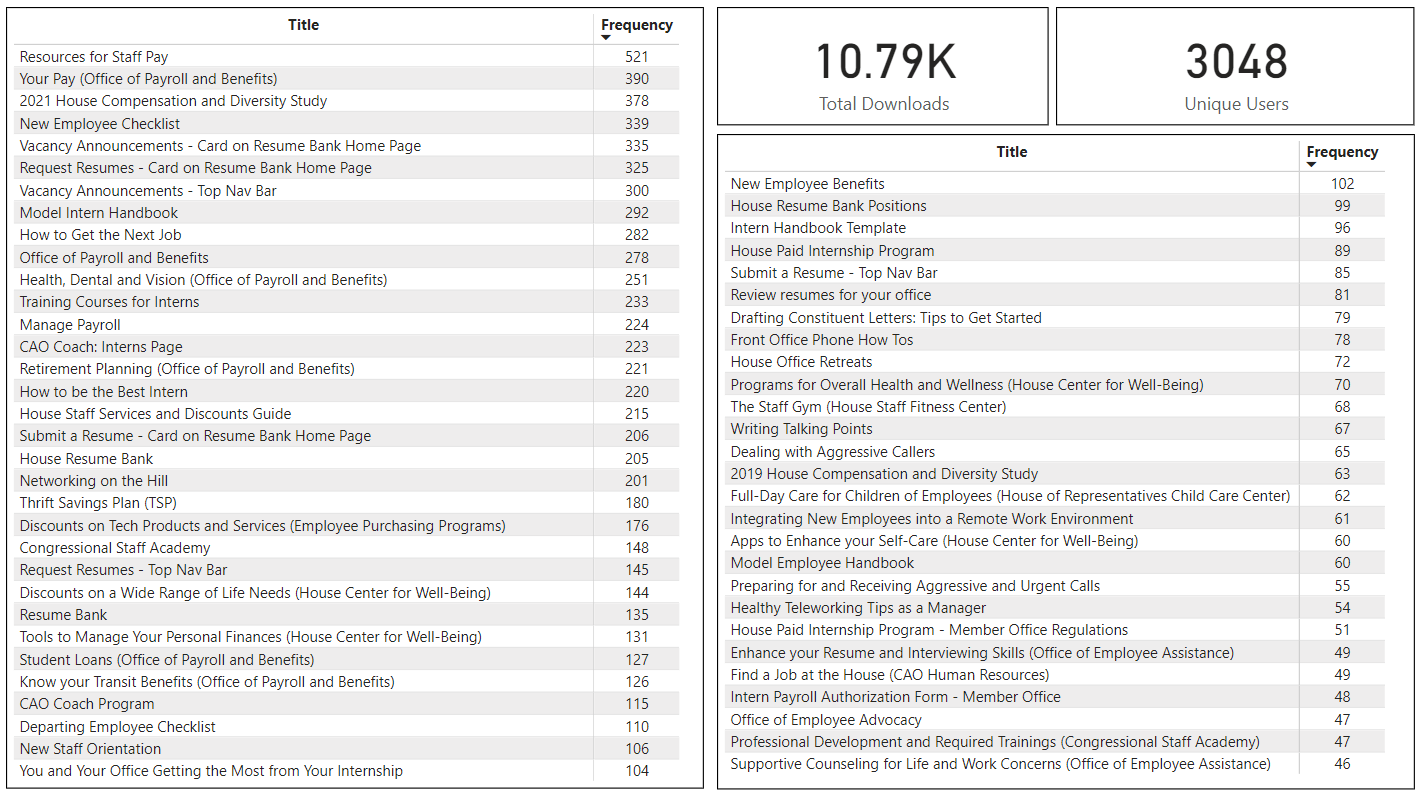 Title Frequency
Resources for Staff Pay 521
Your Pay (Office of Payroll and Benefits) 390
2021 House Compensation and Diversity Study 378
New Employee Checklist 339
Vacancy Announcements - Card on Resume Bank Home Page 335
Request Resumes - Card on Resume Bank Home Page 325
Vacancy Announcements - Top Nav Bar 300
Model Intern Handbook 292
How to Get the Next Job 282
Office of Payroll and Benefits 278
Health, Dental and Vision (Office of Payroll and Benefits) 251
Training Courses for Interns 233
Manage Payroll 224
CAO Coach: Interns Page 223
Retirement Planning (Office of Payroll and Benefits) 221
How to be the Best Intern 220
House Staff Services and Discounts Guide 215
Submit a Resume - Card on Resume Bank Home Page 206
House Resume Bank 205
Networking on the Hill 201
Thrift Savings Plan (TSP) 180
Discounts on Tech Products and Services (Employee Purchasing Programs) 176
Congressional Staff Academy 148
Request Resumes - Top Nav Bar 145
Discounts on a Wide Range of Life Needs (House Center for Well-Being) 144
Resume Bank 135
Tools to Manage Your Personal Finances (House Center for Well-Being) 131
Student Loans (Office of Payroll and Benefits) 127
Know your Transit Benefits (Office of Payroll and Benefits) 126
CAO Coach Program 115
Departing Employee Checklist 110
New Staff Orientation 106
You and Your Office Getting the Most from Your Internship 104
10.79K
Total Downloads
3048
Unique Users
Title Frequency
New Employee Benefits 102
House Resume Bank Positions 99
Intern Handbook Template 96
House Paid Internship Program 89
Submit a Resume - Top Nav Bar 85
Review resumes for your office 81
Drafting Constituent Letters: Tips to Get Started 79
Front Office Phone How Tos 78
House Office Retreats 72
Programs for Overall Health and Wellness (House Center for Well-Being) 70
The Staff Gym (House Staff Fitness Center) 68
Writing Talking Points 67
Dealing with Aggressive Callers 65
2019 House Compensation and Diversity Study 63
Full-Day Care for Children of Employees (House of Representatives Child Care Center) 62
Integrating New Employees into a Remote Work Environment 61
Apps to Enhance your Self-Care (House Center for Well-Being) 60
Model Employee Handbook 60
Preparing for and Receiving Aggressive and Urgent Calls 55
Healthy Teleworking Tips as a Manager 54
House Paid Internship Program - Member Office Regulations 51
Enhance your Resume and Interviewing Skills (Office of Employee Assistance) 49
Find a Job at the House (CAO Human Resources) 49
Intern Payroll Authorization Form - Member Office 48
Office of Employee Advocacy 47
Professional Development and Required Trainings (Congressional Staff Academy) 47
Supportive Counseling for Life and Work Concerns (Office of Employee Assistance) 46